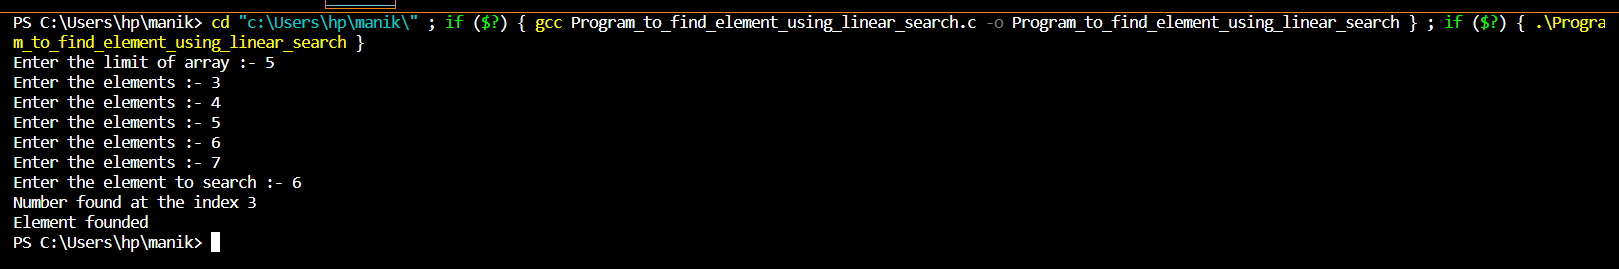 PS C:\Users\hp\manik> cd "c:\Users\hp\manik\" ; if ($?) { gcc Program_to_find_element_using_linear_search.c -o Program_to_find_element_using_linear_search } ; if ($?) { .\Progra
m_to_find_element_using_linear_search }
Enter the limit of array :- 5
Enter the elements :- 3
Enter the elements :- 4
Enter the elements :- 5
Enter the elements :- 6
Enter the elements :- 7
Enter the element to search :- 6
Number found at the index 3
Element founded
PS C:\Users\hp\manik>